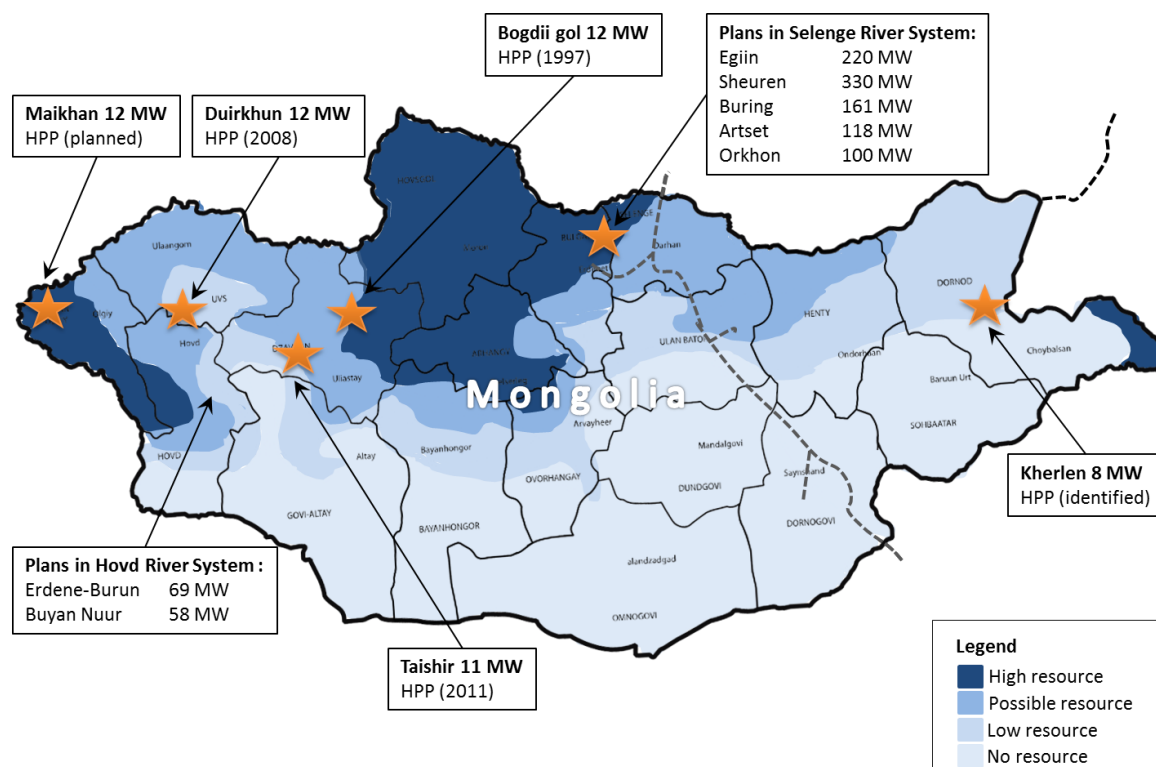 Bogdii gol 12 MW
HPP (1997)
Plans in Selenge River System:
Egiin 220 MW
Sheuren 330 MW
Buring 161 MW
Artset 118 MW
Orkhon 100 MW
Maikhan 12 MW
HPP (planned)
Duirkhun 12 MW
HPP (2008)
Ulaangom
Darhan
UVS
DORNOD
HENTY
Hovd
ULAN BATOR
Ondorhaan
Choybalsan
Uliastay
Baruun Urt
Mongolia
Arvayheer
SOHBAATAR
Mandalgovi
HOVD
Altay
Bayanhongor
OVORHANGAY
DUNDGOVI
Saynshand
Kherlen 8 MW
HPP (identified)
GOVI-ALTAY
BAYANHONGOR
DORNOGOVI
alandzadgad
OMNOGOVI
Plans in Hovd River System :
Erdene-Burun 69 MW
Buyan Nuur 58 MW
Taishir 11 MW
HPP (2011)
Legend
High resource
Possible resource
Low resource
No resource